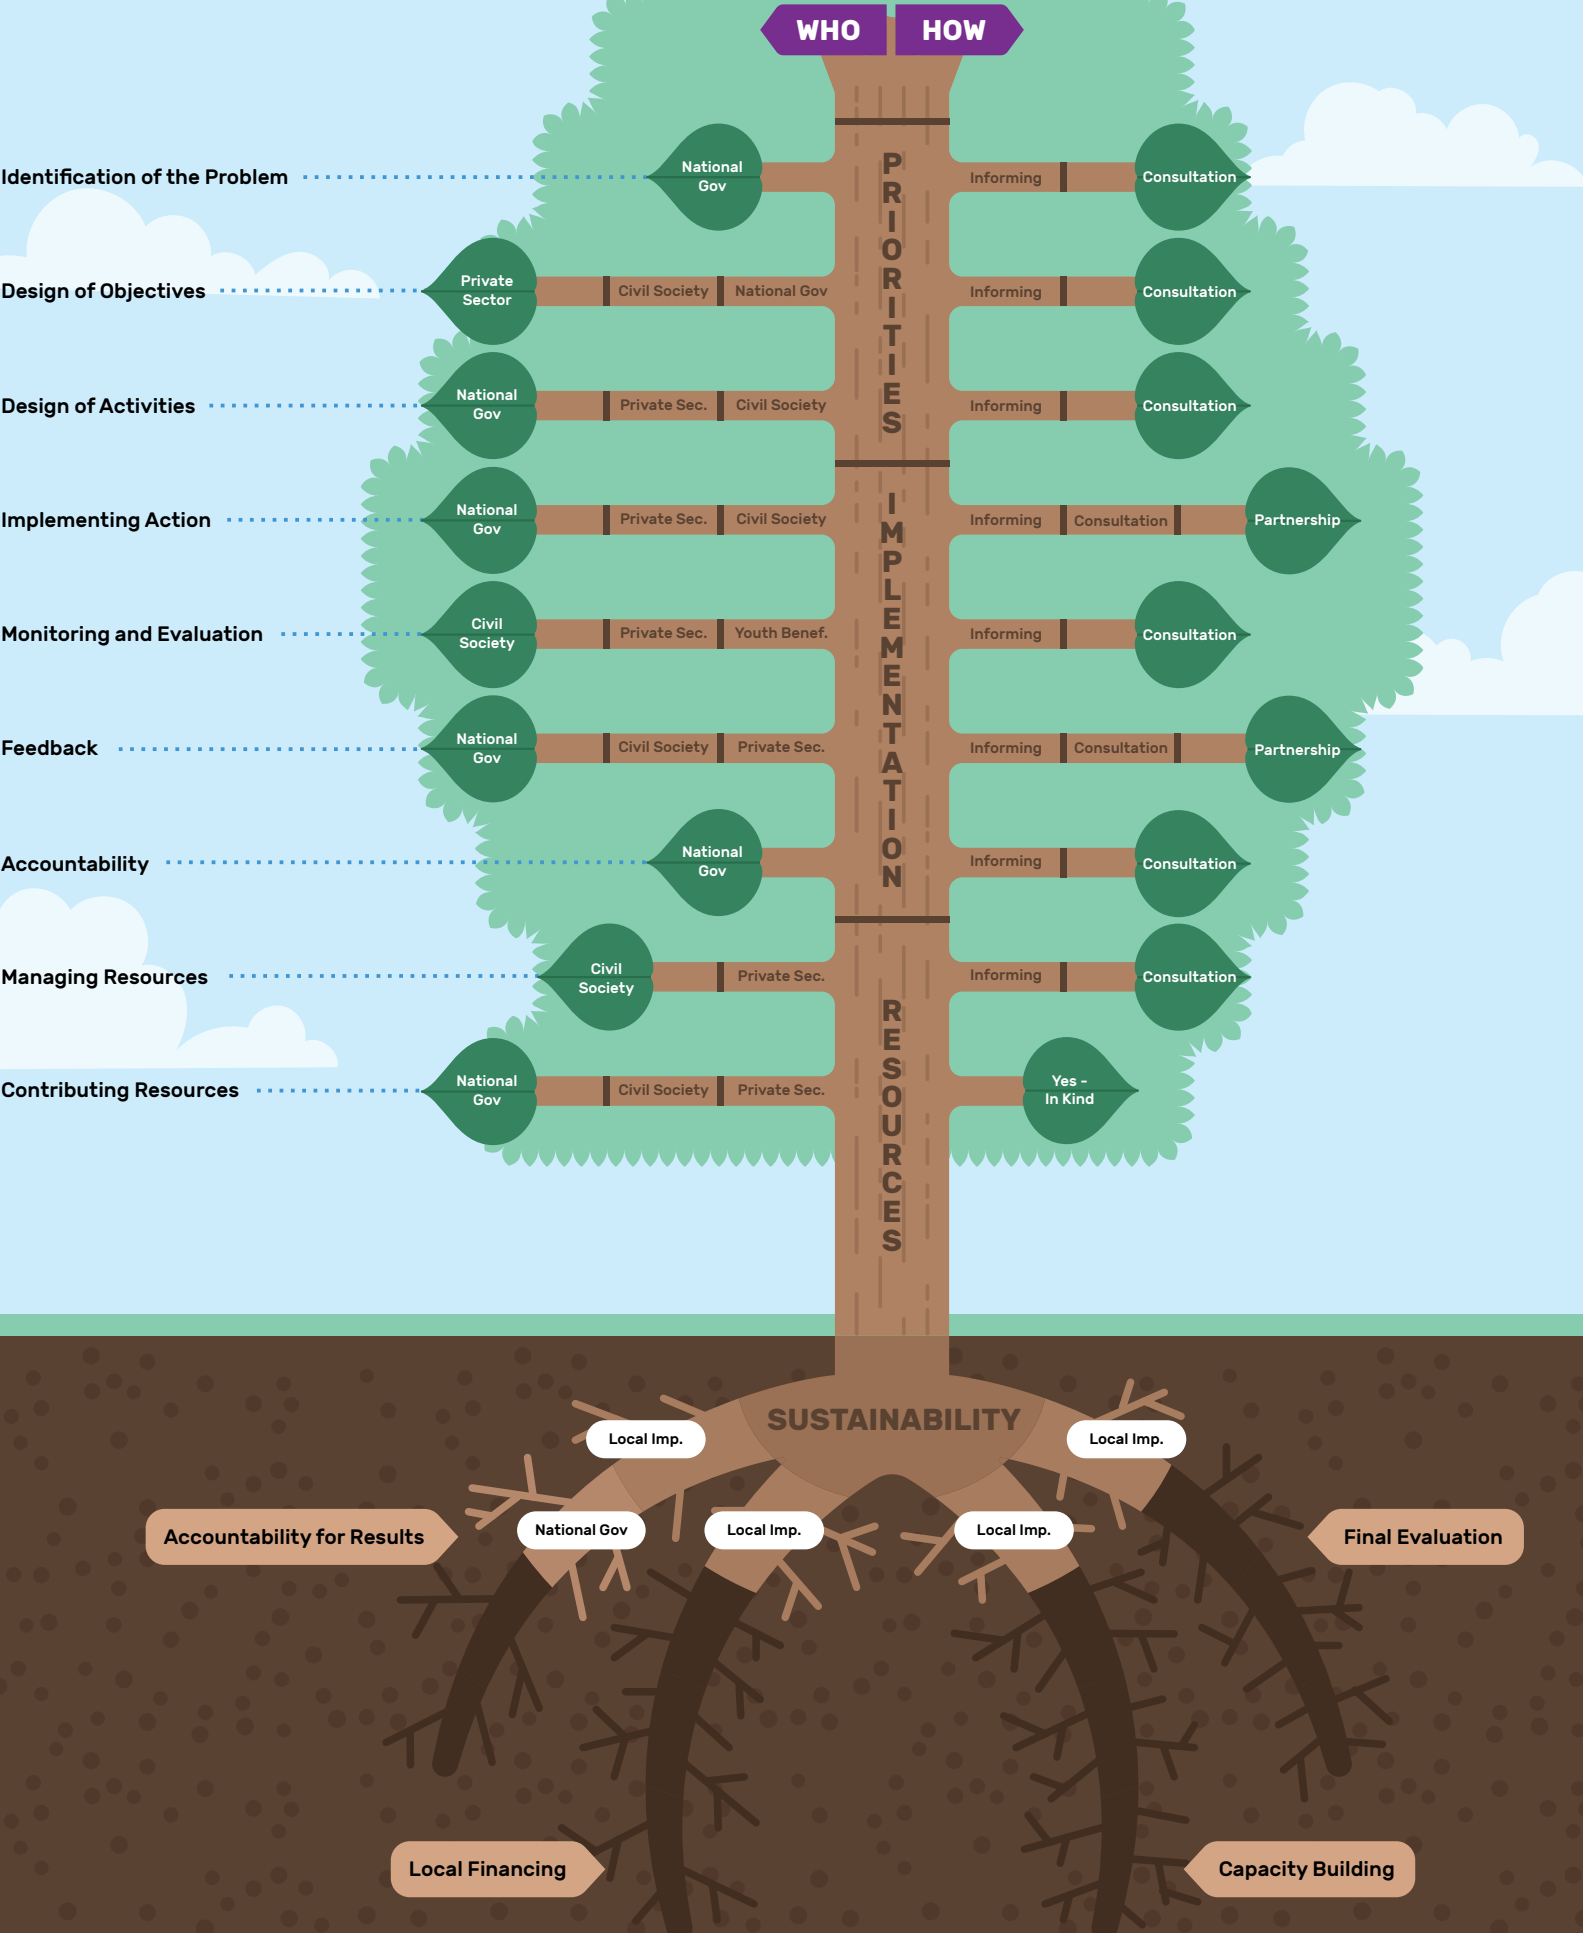 WHO HOW
Identification of the Problem
National
Gov
Informing
Consultation
Design of Objectives
Private
Sector
Civil Society
National Gov
Informing
Consultation
Design of Activities
National
Gov
Private Sec.
Civil Society
Informing
Consultation
PRIORITIES
Implementing Action
National
Gov
Private Sec.
Civil Society
Informing
Consultation
Partnership
Monitoring and Evaluation
Civil
Society
Private Sec.
Youth Benef.
Informing
Consultation
Feedback
National
Gov
Civil Society
Private Sec.
Informing
Consultation
Partnership
Accountability
National
Gov
Informing
Consultation
IMPLEMENTATION
Managing Resources
Civil
Society
Private Sec.
Informing
Consultation
Contributing Resources
National
Gov
Civil Society
Private Sec.
Yes -
In Kind
RESOURCES
SUSTAINABILITY
Local Imp.
Local Imp.
National Gov
Local Imp.
Local Imp.
Accountability for Results
Final Evaluation
Local Financing
Capacity Building